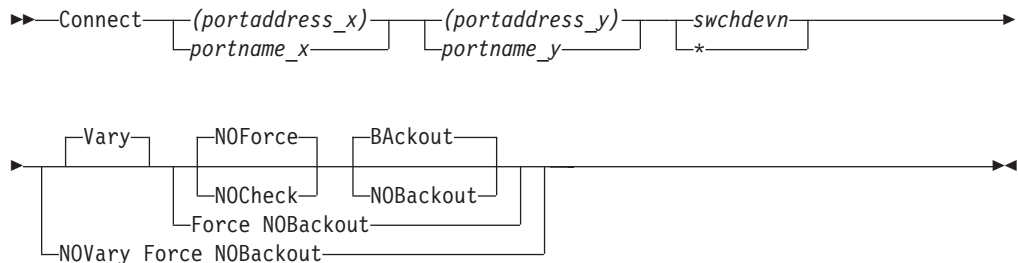 Connect (portaddress_x) (portaddress_y) swchdevn
portname_x portname_y *
Vary NOForce BAckout
NOCheck NOBackout
Force NOBackout
NOVary Force NOBackout